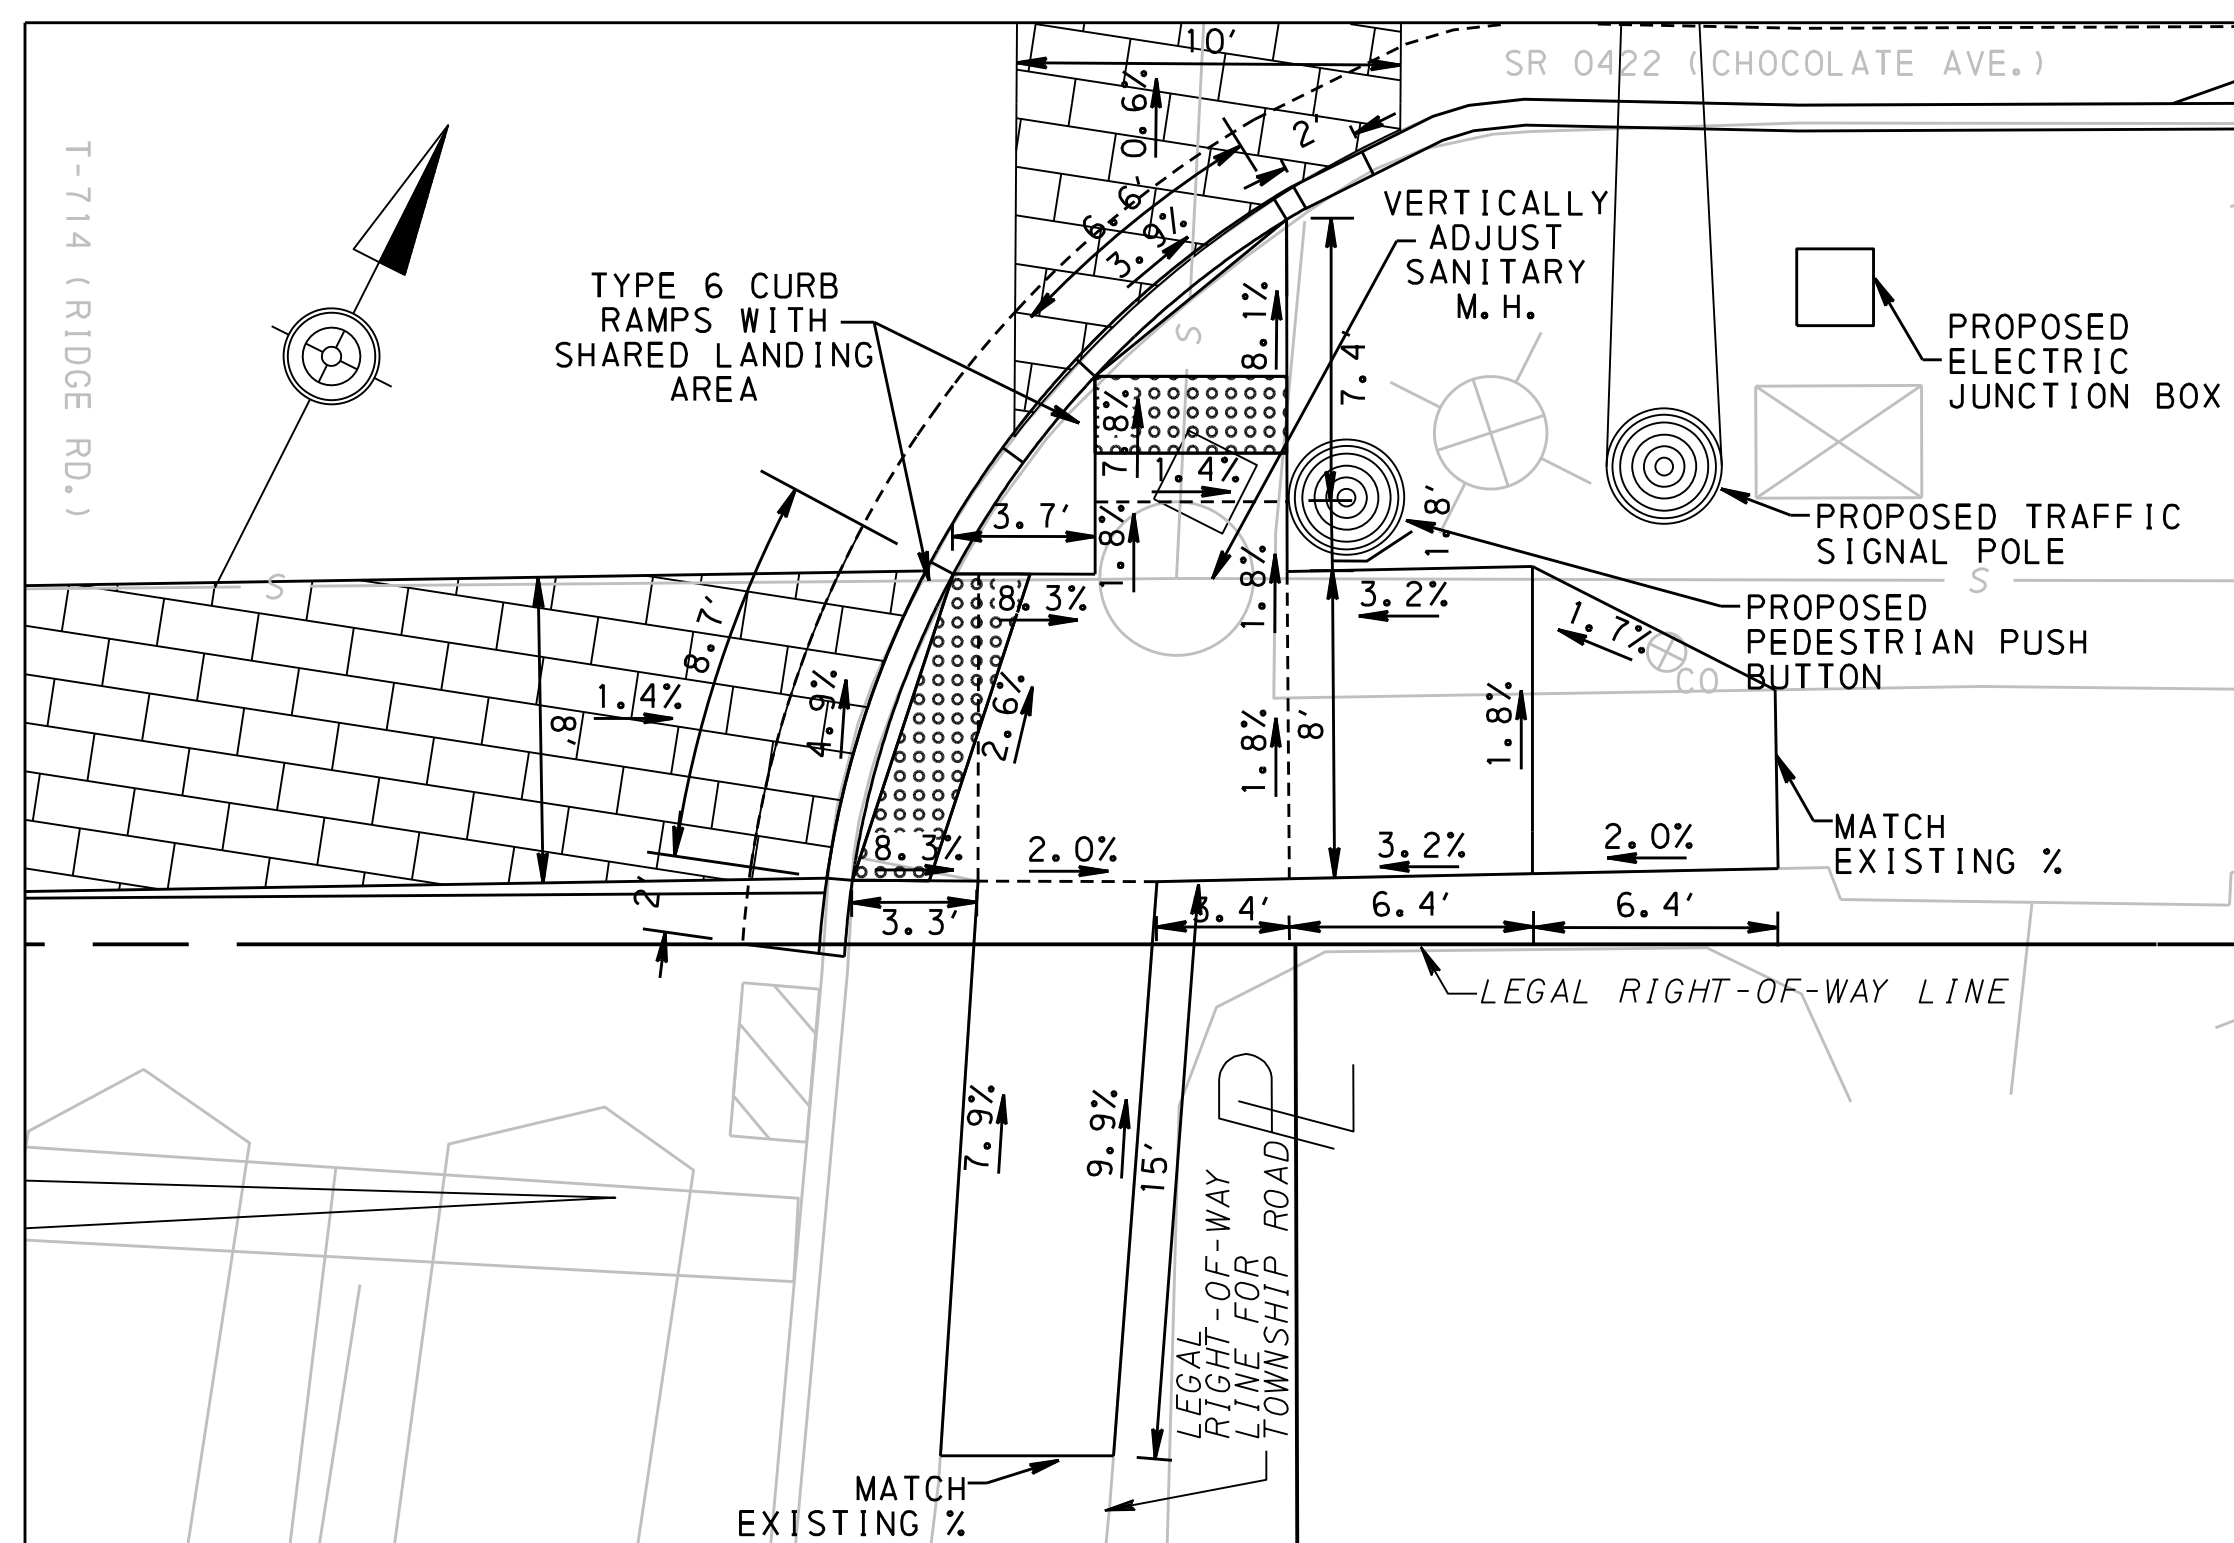 10'
SR 0422 (CHOCOLATE AVE.)
0.6%
2'
T-714 (RIDGE RD.)
6.6'
3.9%
VERTICALLY
ADJUST
SANITARY
M.H.
TYPE 6 CURB
RAMPS WITH
SHARED LANDING
AREA
8.1%
S
7.4'
PROPOSED
ELECTRIC
JUNCTION BOX
7.8%
1.4%
3.7'
1.8%
1.8'
PROPOSED TRAFFIC
SIGNAL POLE
S
8.3%
1.8%
3.2%
S
1.7%
PROPOSED
PEDESTRIAN PUSH
BUTTON
CO
8.7'
1.4%
8'
4.9%
2.6%
1.8%
8'
1.8%
MATCH
EXISTING %
8.3%
2.0%
3.2%
2.0%
2'
3.3'
3.4'
6.4'
6.4'
LEGAL RIGHT-OF-WAY LINE
7.9%
9.9%
15'
LEGAL
RIGHT-OF-WAY
LINE FOR
TOWNSHIP ROAD
MATCH
EXISTING %